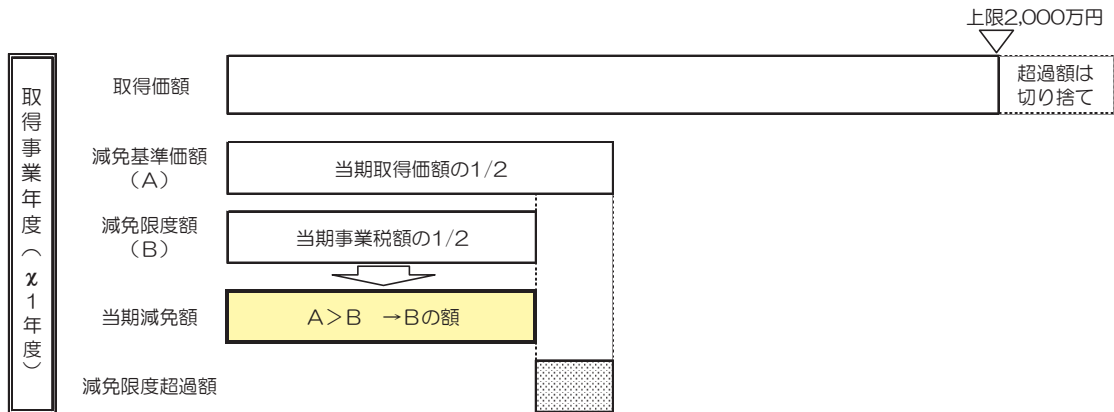 上限2,000万円
取得事業年度（χ1年度）
取得価額
超過額は
切り捨て
減免基準価額
（A）
当期取得価額の1/2
減免限度額
（B）
当期事業税額の1/2
当期減免額
A＞B　→Bの額
減免限度超過額